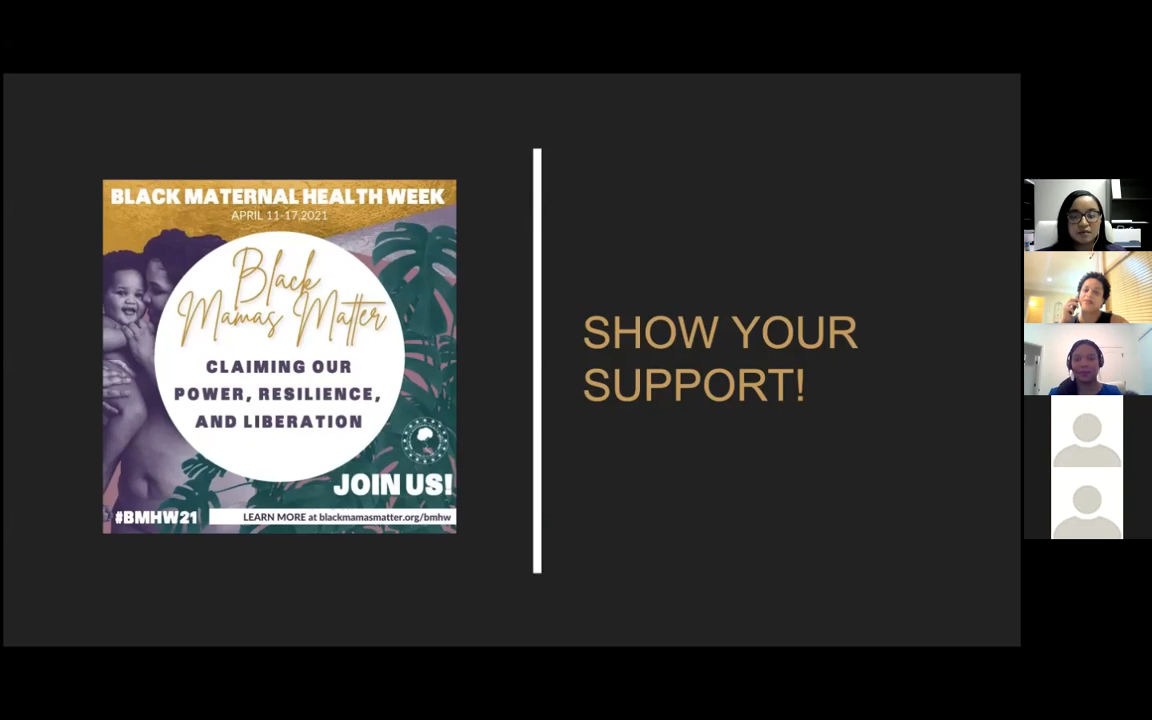 BLACK MATERNAL HEALTH WEEK
APRIL 11-17,2021
Black
Mamas Matter
CLAIMING OUR
POWER, RESILIENCE,
AND LIBERATION
JOIN US!
#BMHW21
LEARN MORE at blackmamasmatter.org/bmhw
SHOW YOUR
SUPPORT!